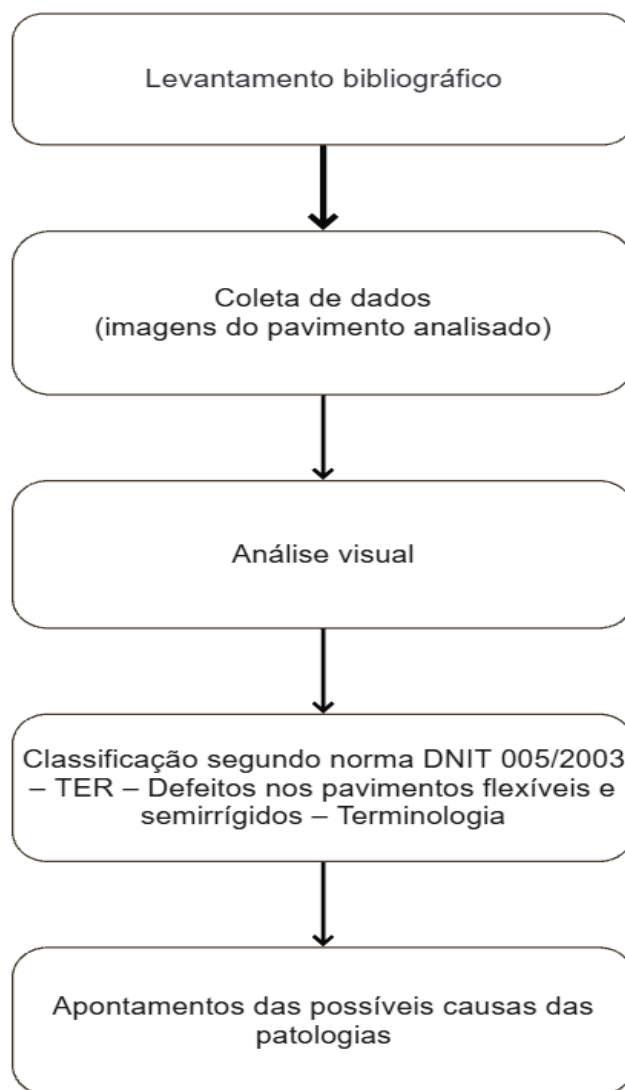 Levantamento bibliográfico
Coleta de dados
(imagens do pavimento analisado)
Análise visual
Classificação segundo norma DNIT 005/2003
– TER – Defeitos nos pavimentos flexíveis e
semirrígidos – Terminologia
Apontamentos das possíveis causas das
patologias